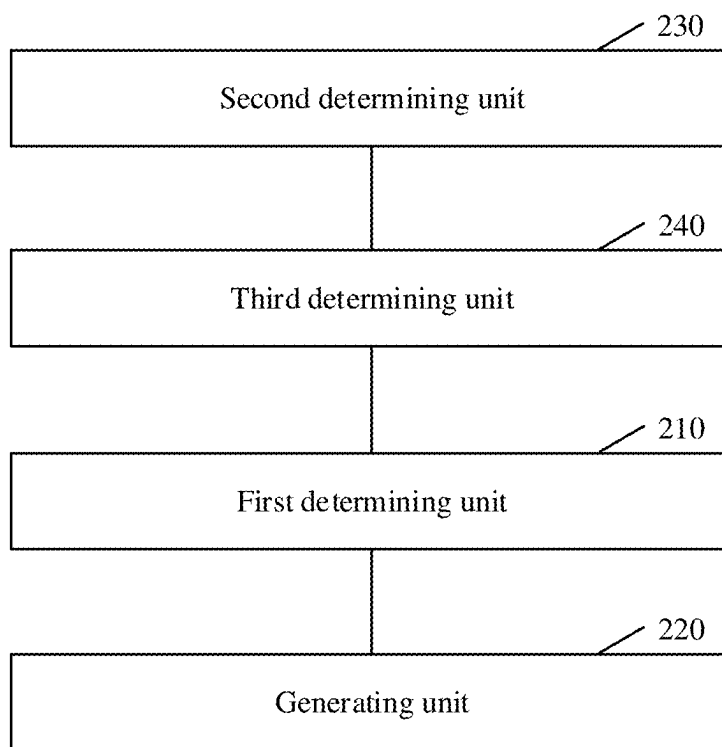 230
Second determining unit
240
Third determining unit
210
First determining unit
220
Generating unit